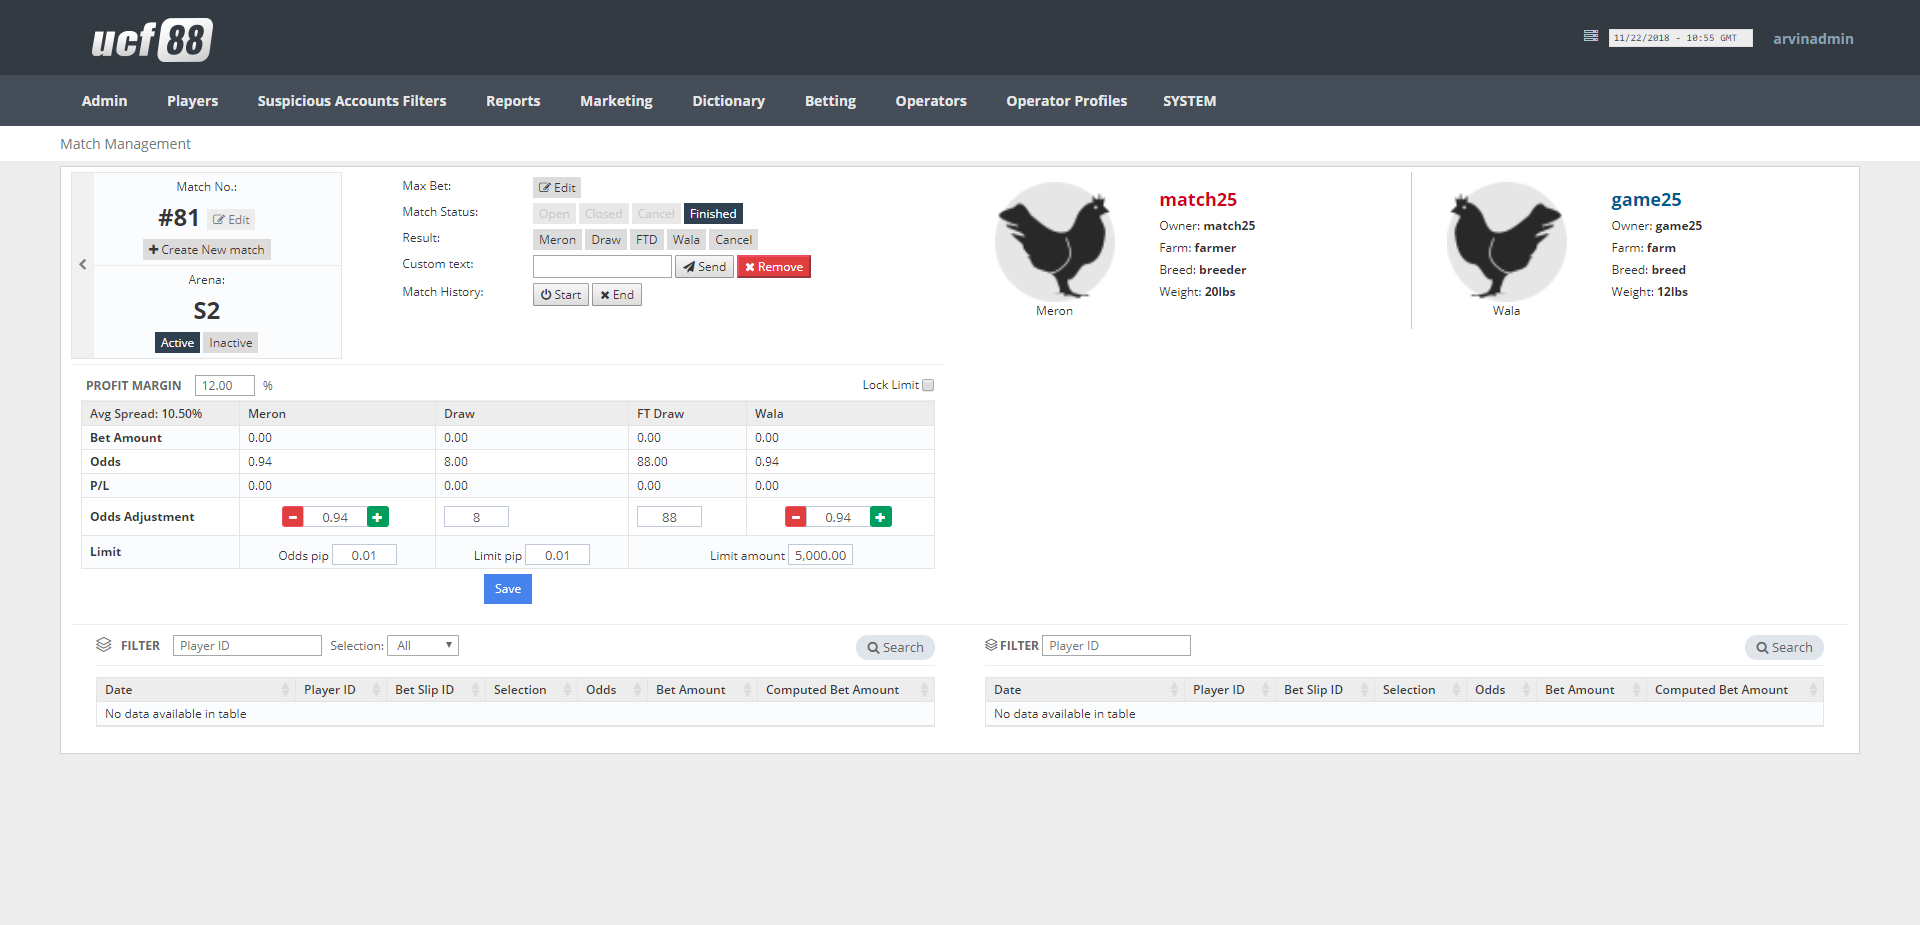 ucf 88
11/22/2018 - 10:55 GMT
arvinadmin
Admin Players Suspicious Accounts Filters Reports Marketing Dictionary Betting Operators Operator Profiles SYSTEM
Match Management
Match No.:
#81 Edit
Create New match
Arena:
S2
Active Inactive
Max Bet: Edit
Match Status: Open Closed Cancel Finished
Result: Meron Draw FTD Wala Cancel
Custom text: Send Remove
Match History: Start End
Meron
match25
Owner: match25
Farm: farmer
Breed: breeder
Weight: 20lbs
Wala
game25
Owner: game25
Farm: farm
Breed: breed
Weight: 12lbs
PROFIT MARGIN 12.00 % Lock Limit
Avg Spread: 10.50% Meron Draw FT Draw Wala
Bet Amount 0.00 0.00 0.00 0.00
Odds 0.94 8.00 88.00 0.94
P/L 0.00 0.00 0.00 0.00
Odds Adjustment 0.94 8 88 0.94
Limit Odds pip 0.01 Limit pip 0.01 Limit amount 5,000.00
Save
FILTER Player ID Selection: All Search
Date Player ID Bet Slip ID Selection Odds Bet Amount Computed Bet Amount
No data available in table
FILTER Player ID Search
Date Player ID Bet Slip ID Selection Odds Bet Amount Computed Bet Amount
No data available in table